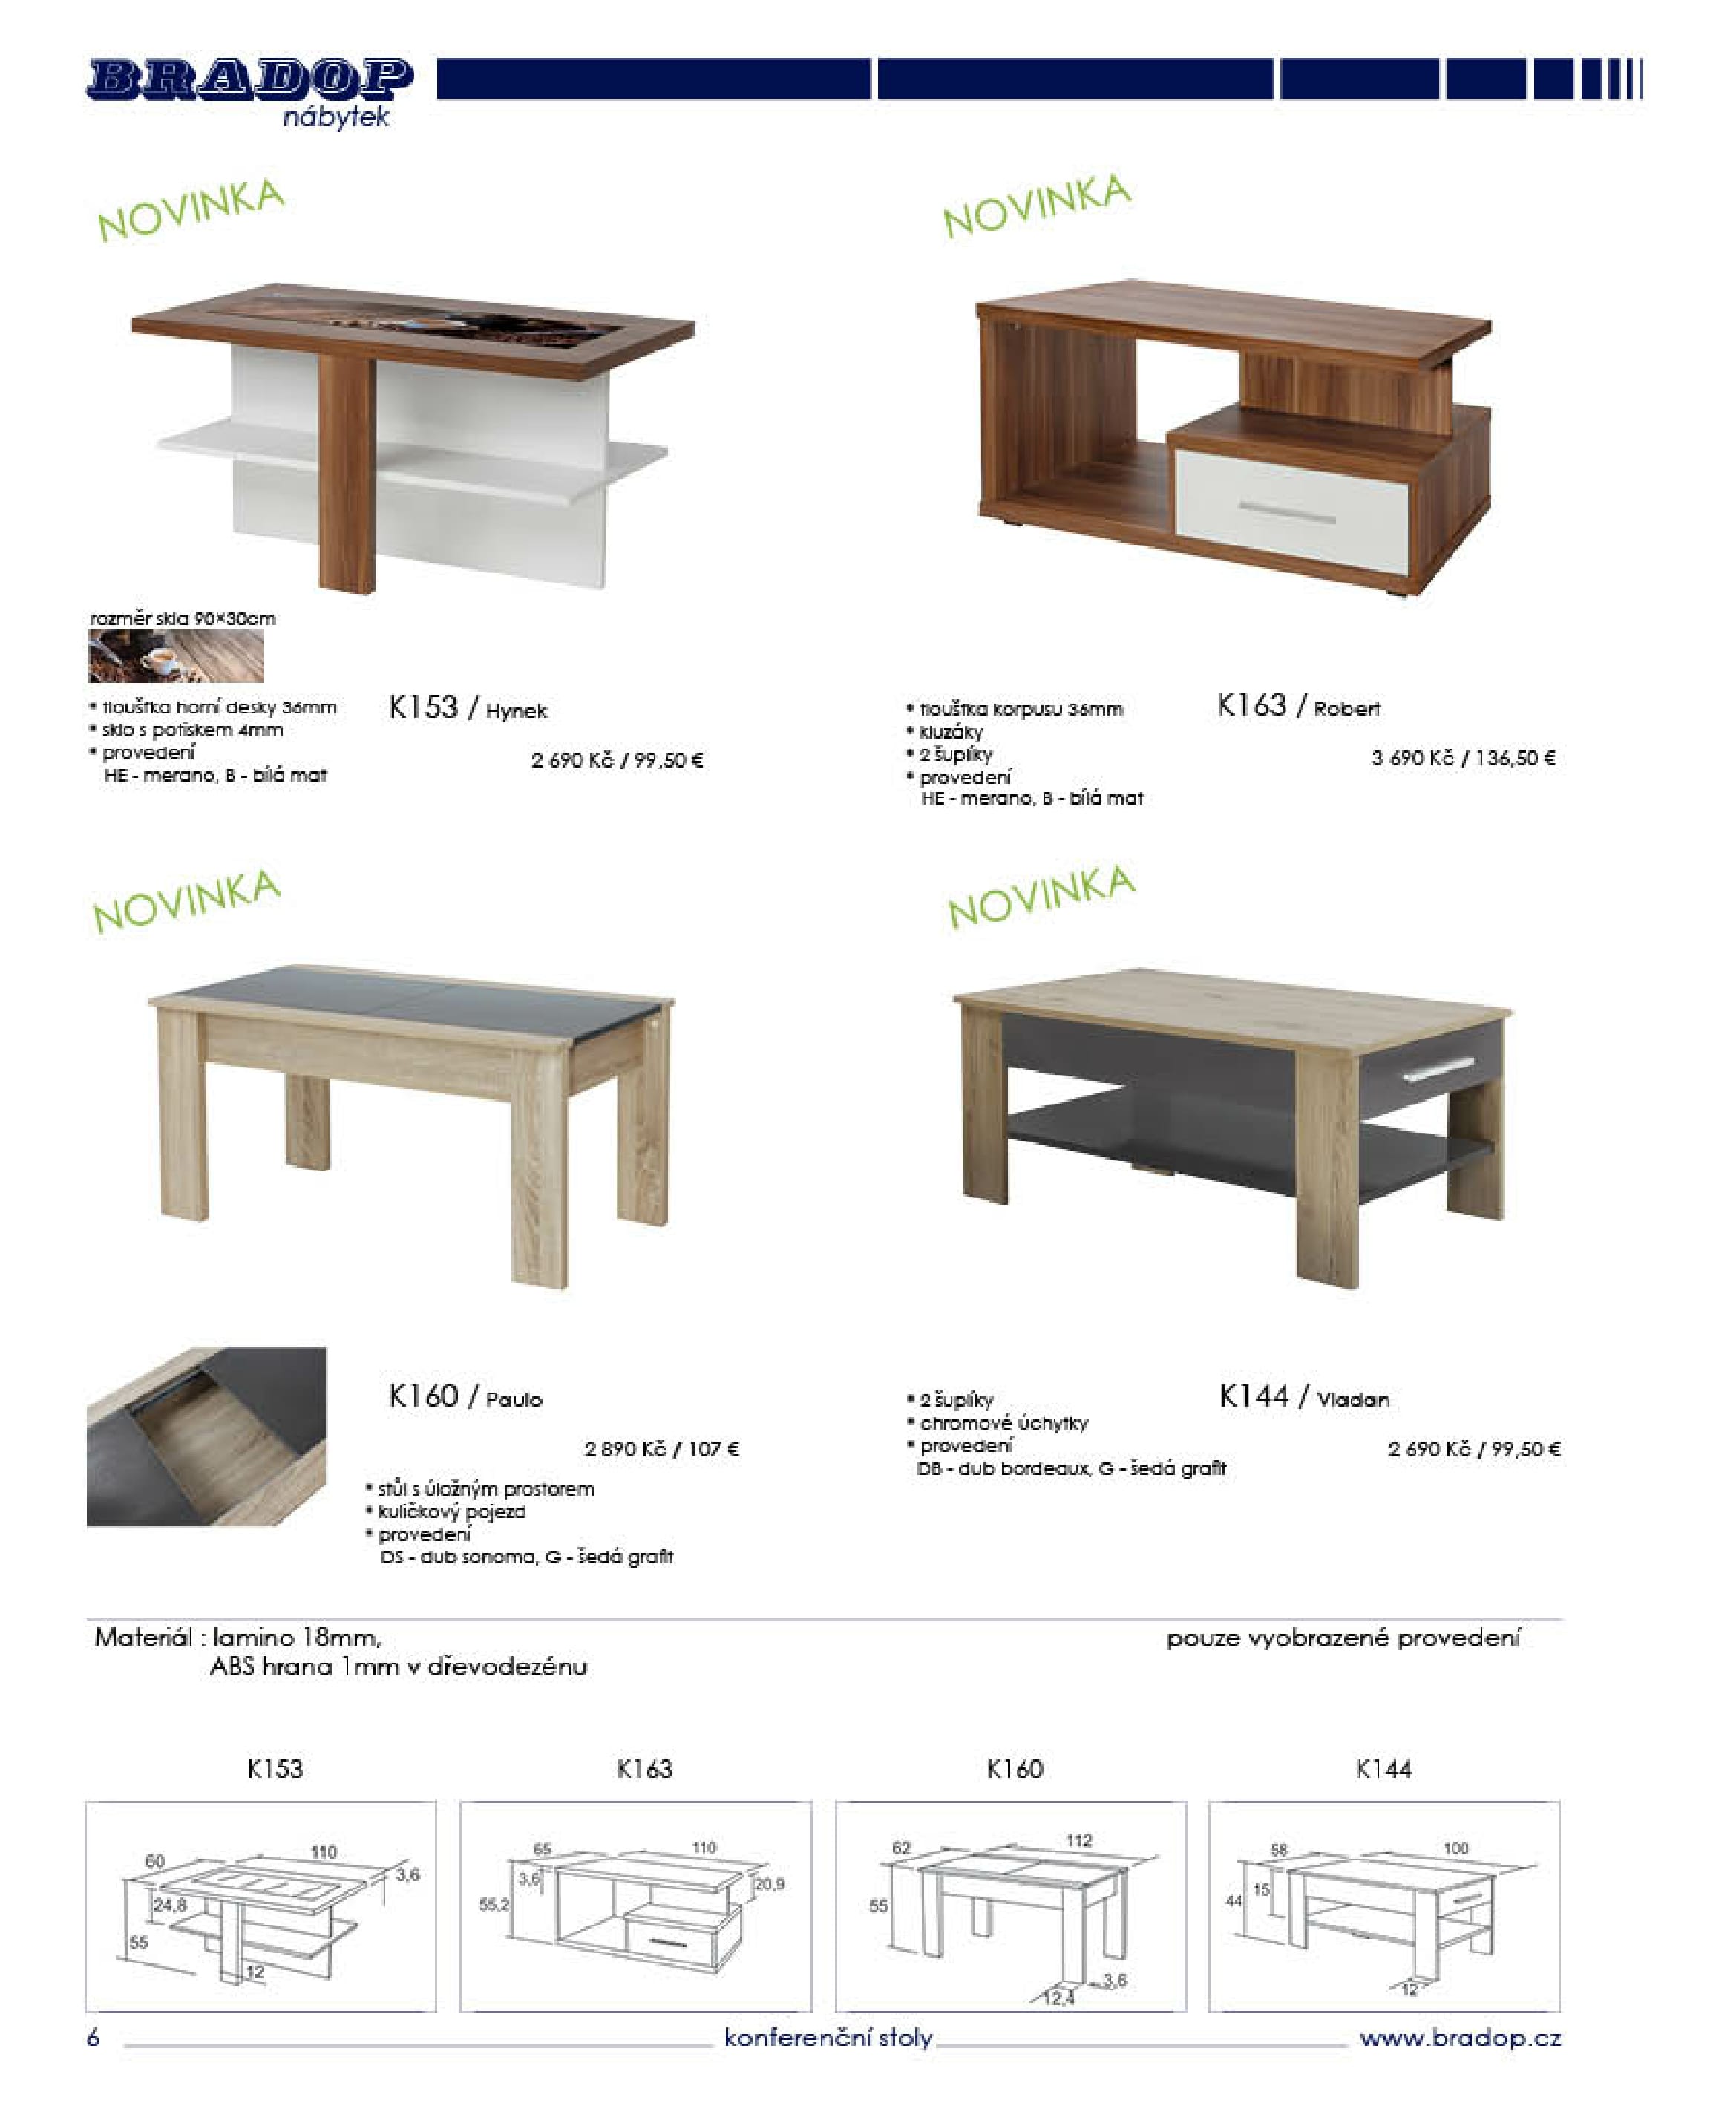 BRADOP
nábytek
NOVINKA
NOVINKA
rozměr skla 90×30cm
* tloušťka horní desky 36mm
* sklo s potiskem 4mm
* provedení
HE - merano, B - bílá mat
K153 / Hynek
2 690 Kč / 99,50 €
* tloušťka korpusu 36mm
* kluzáky
* 2 šuplíky
* provedení
HE - merano, B - bílá mat
K163 / Robert
3 690 Kč / 136,50 €
NOVINKA
NOVINKA
K160 / Paulo
2 890 Kč / 107 €
* stůl s úložným prostorem
* kuličkový pojezd
* provedení
DS - dub sonoma, G - šedá grafit
* 2 šuplíky
* chromové úchytky
* provedení
DB - dub bordeaux, G - šedá grafit
K144 / Vladan
2 690 Kč / 99,50 €
Materiál : lamino 18mm,
ABS hrana 1mm v dřevodezénu
pouze vyobrazené provedení
K153
K163
K160
K144
60
110
3,6
24,8
55
12
65
110
3,6
55,2
20,9
62
112
55
3,6
12,4
58
100
15
44
12
6
konferenční stoly
www.bradop.cz